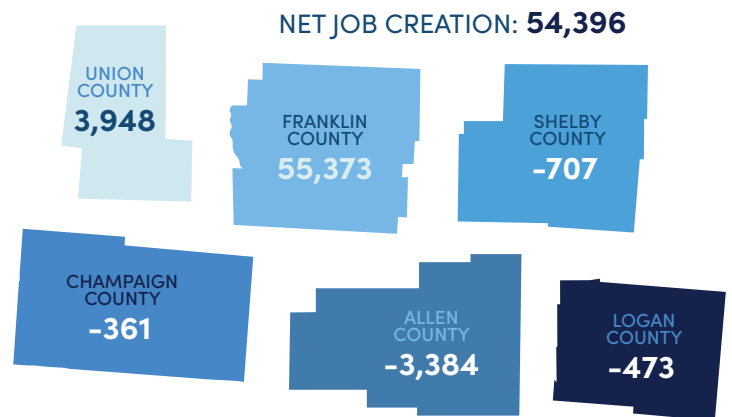 NET JOB CREATION: 54,396
UNION
COUNTY
3,948
FRANKLIN
COUNTY
55,373
SHELBY
COUNTY
-707
CHAMPAIGN
COUNTY
-361
ALLEN
COUNTY
-3,384
LOGAN
COUNTY
-473